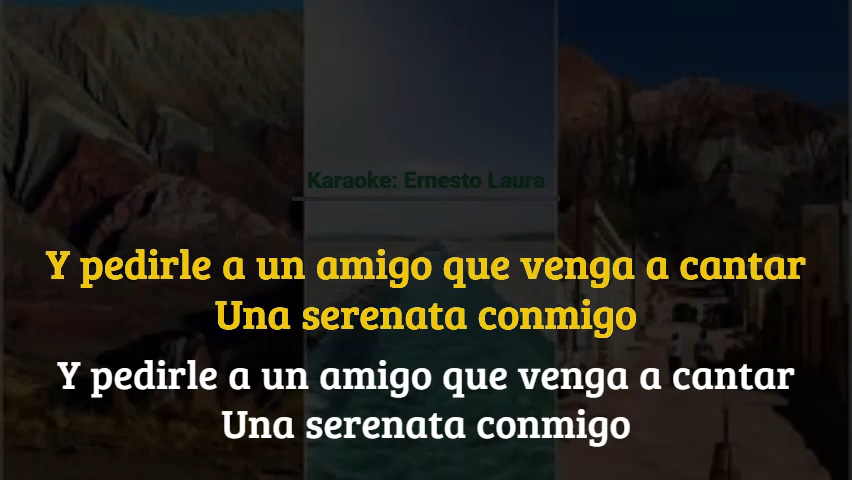 Karaoke: Ernesto Laura
Y pedirle a un amigo que venga a cantar
Una serenata conmigo
Y pedirle a un amigo que venga a cantar
Una serenata conmigo